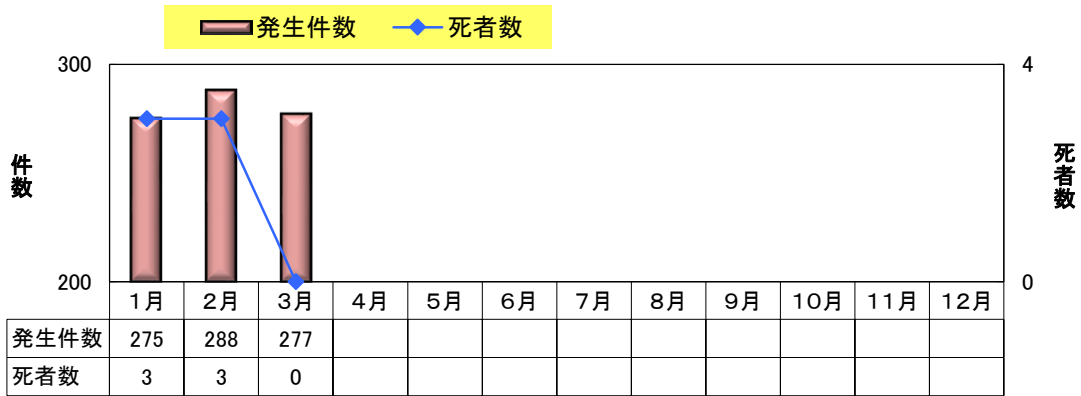 発生件数 死者数
300
4
件数
死者数
200
0
1月 2月 3月 4月 5月 6月 7月 8月 9月 10月 11月 12月
発生件数 275 288 277
死者数 3 3 0